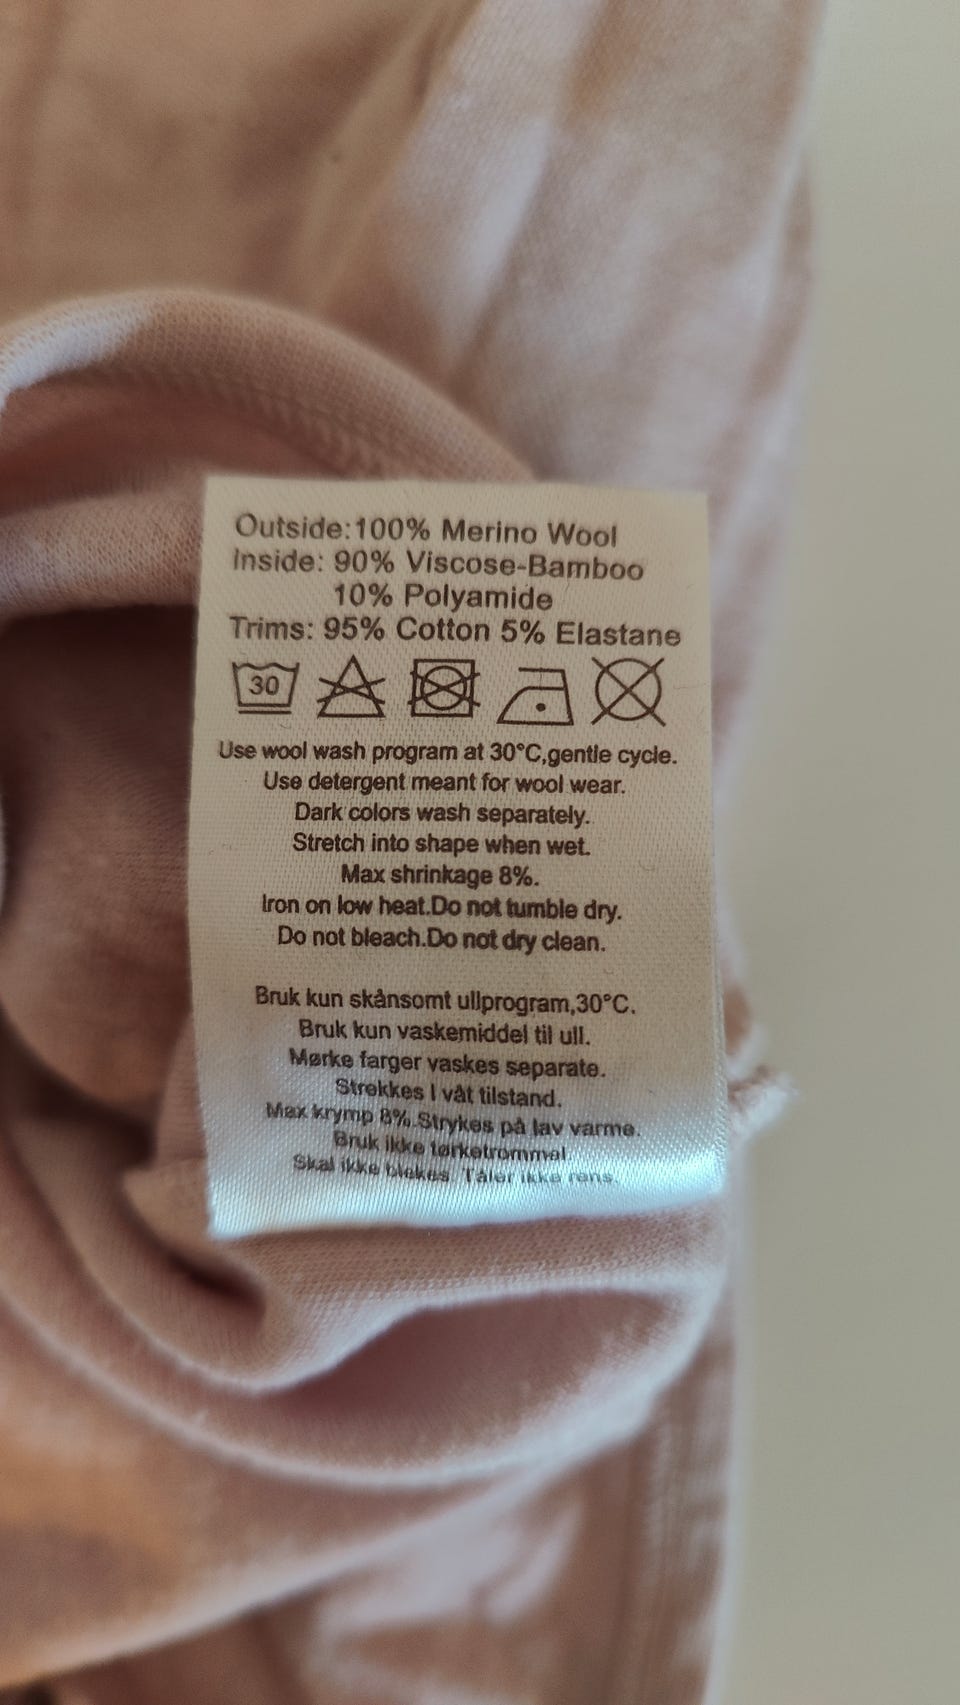 Outside:100% Merino Wool
Inside: 90% Viscose-Bamboo
10% Polyamide
Trims: 95% Cotton 5% Elastane
30
Use wool wash program at 30°C,gentle cycle.
Use detergent meant for wool wear.
Dark colors wash separately.
Stretch into shape when wet.
Max shrinkage 8%.
Iron on low heat.Do not tumble dry.
Do not bleach.Do not dry clean.
Bruk kun skånsomt ullprogram,30°C.
Bruk kun vaskemiddel til ull.
Mørke farger vaskes separate.
Strekkes I våt tilstand.
Max krymp 8%.Strykes på lav varme.
Bruk ikke tørketrommel
Skal ikke blekes. Tåler ikke rens.